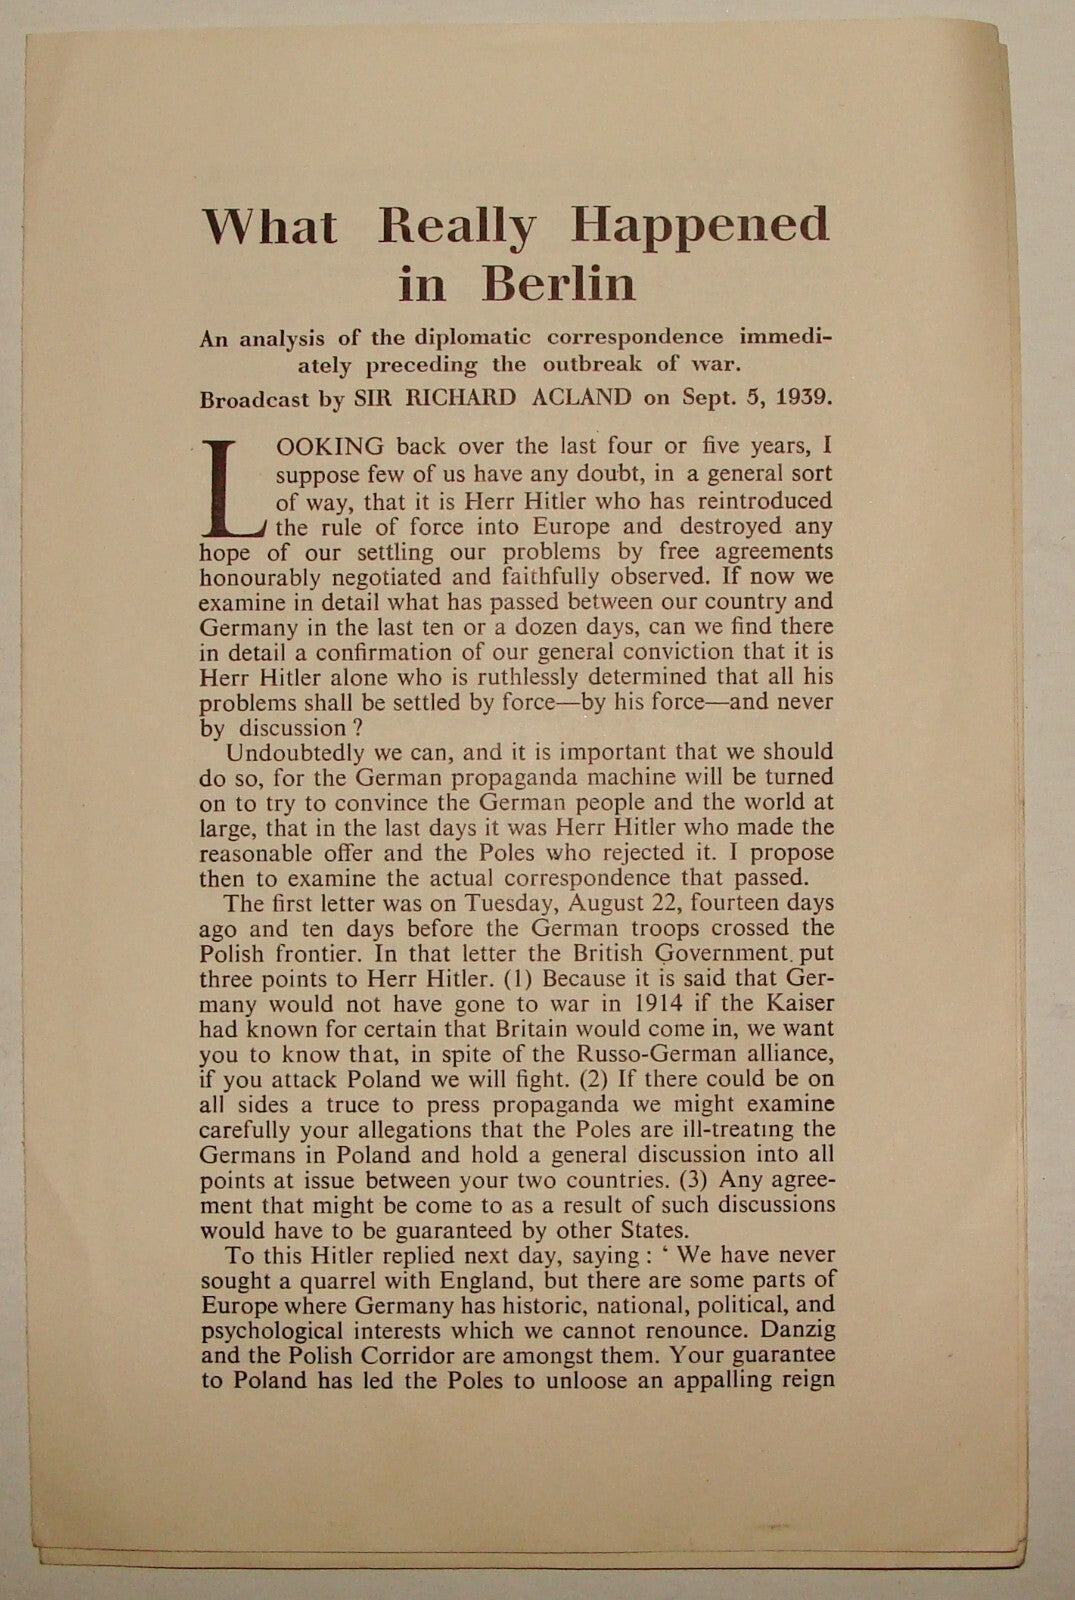 What Really Happened
in Berlin
An analysis of the diplomatic correspondence immedi-
ately preceding the outbreak of war.
Broadcast by SIR RICHARD ACLAND on Sept. 5, 1939.
LOOKING back over the last four or five years, I
suppose few of us have any doubt, in a general sort
of way, that it is Herr Hitler who has reintroduced
the rule of force into Europe and destroyed any
hope of our settling our problems by free agreements
honourably negotiated and faithfully observed. If now we
examine in detail what has passed between our country and
Germany in the last ten or a dozen days, can we find there
in detail a confirmation of our general conviction that it is
Herr Hitler alone who is ruthlessly determined that all his
problems shall be settled by force—by his force—and never
by discussion ?
Undoubtedly we can, and it is important that we should
do so, for the German propaganda machine will be turned
on to try to convince the German people and the world at
large, that in the last days it was Herr Hitler who made the
reasonable offer and the Poles who rejected it. I propose
then to examine the actual correspondence that passed.
The first letter was on Tuesday, August 22, fourteen days
ago and ten days before the German troops crossed the
Polish frontier. In that letter the British Government put
three points to Herr Hitler. (1) Because it is said that Ger-
many would not have gone to war in 1914 if the Kaiser
had known for certain that Britain would come in, we want
you to know that, in spite of the Russo-German alliance,
if you attack Poland we will fight. (2) If there could be on
all sides a truce to press propaganda we might examine
carefully your allegations that the Poles are ill-treating the
Germans in Poland and hold a general discussion into all
points at issue between your two countries. (3) Any agree-
ment that might be come to as a result of such discussions
would have to be guaranteed by other States.
To this Hitler replied next day, saying : ‘ We have never
sought a quarrel with England, but there are some parts of
Europe where Germany has historic, national, political, and
psychological interests which we cannot renounce. Danzig
and the Polish Corridor are amongst them. Your guarantee
to Poland has led the Poles to unloose an appalling reign